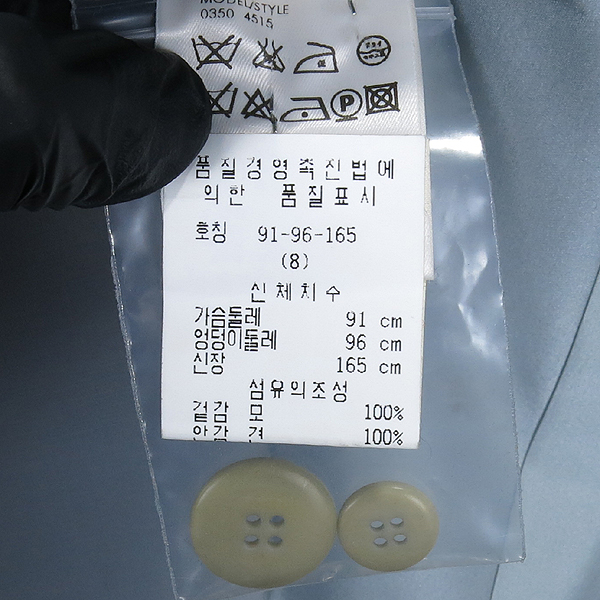 MODEL/STYLE
0350 4515
P
품질경영촉진법에
의한 품질표시
호칭 91-96-165
(8)
신체치수
가슴둘레 91 cm
엉덩이둘레 96 cm
신장 165 cm
섬유의조성
겉감 모 100%
안감 견 100%